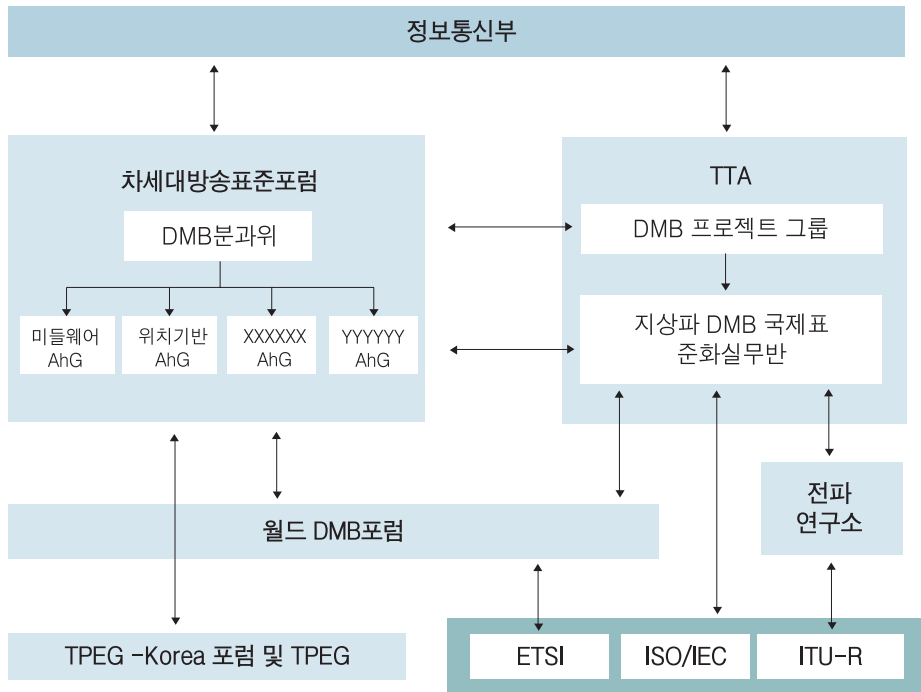 정보통신부
차세대방송표준포럼
DMB분과위
미들웨어
AhG
위치기반
AhG
XXXXXX
AhG
YYYYYY
AhG
TTA
DMB 프로젝트 그룹
지상파 DMB 국제표
준화실무반
전파
연구소
월드 DMB포럼
TPEG -Korea 포럼 및 TPEG
ETSI
ISO/IEC
ITU-R